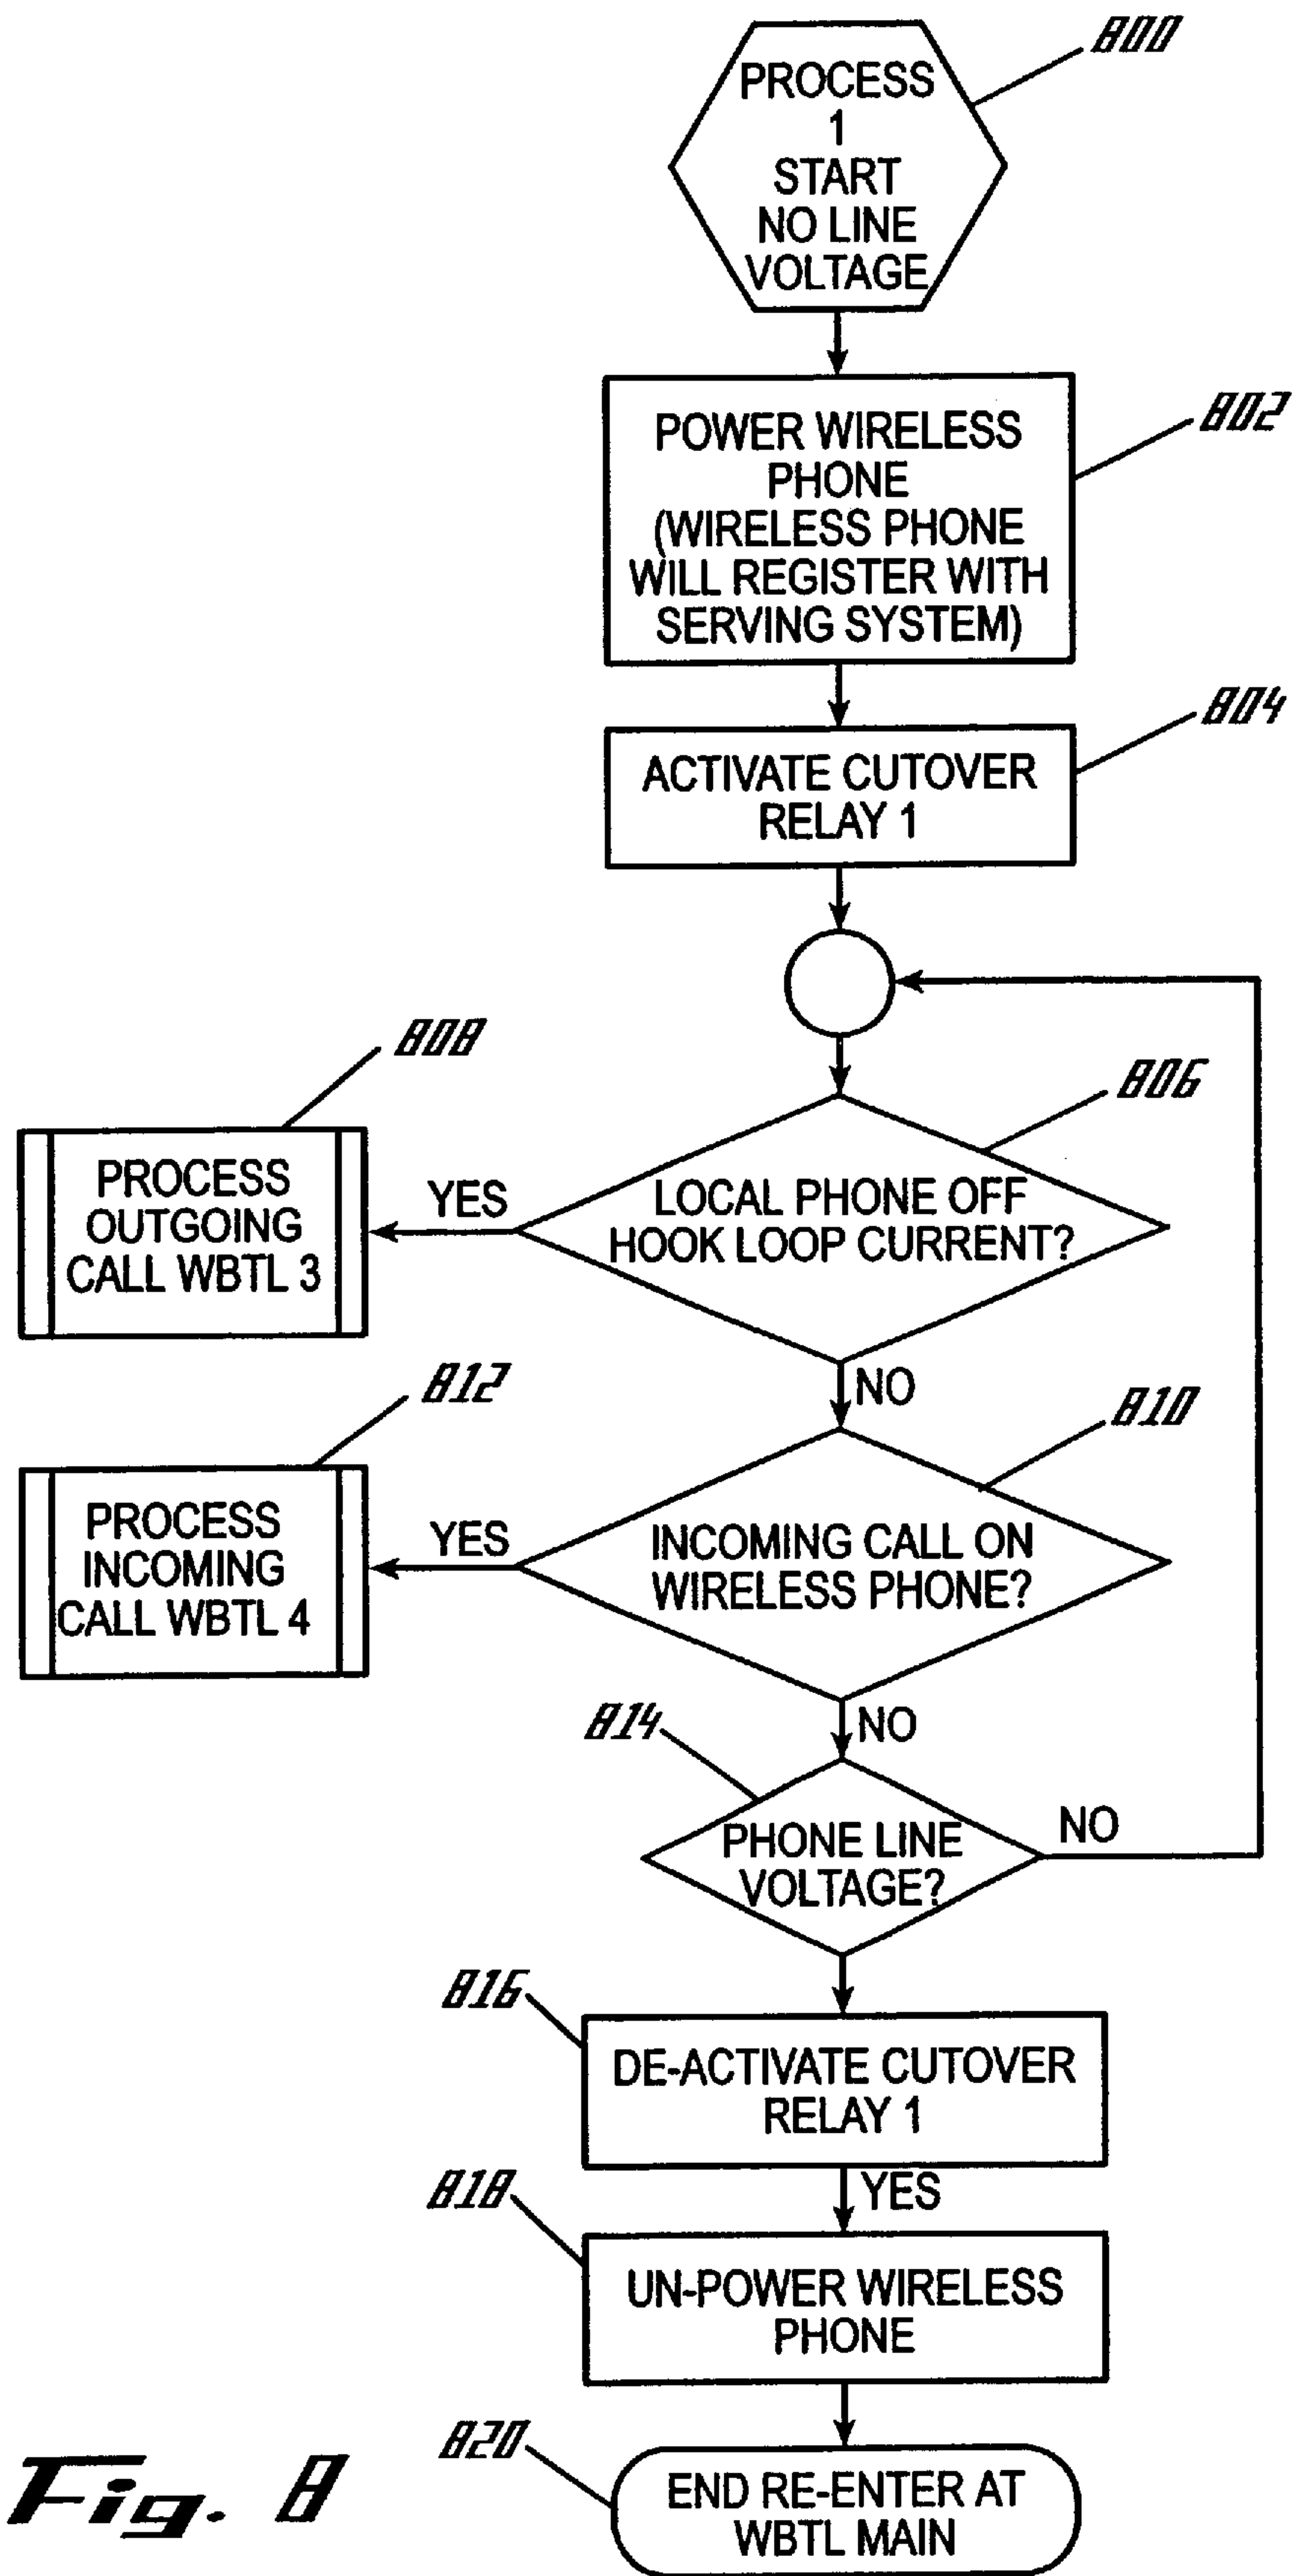 800
PROCESS
1
START
NO LINE
VOLTAGE
802
POWER WIRELESS
PHONE
(WIRELESS PHONE
WILL REGISTER WITH
SERVING SYSTEM)
804
ACTIVATE CUTOVER
RELAY 1
806
LOCAL PHONE OFF
HOOK LOOP CURRENT?
YES
808
PROCESS
OUTGOING
CALL WBTL 3
NO
810
INCOMING CALL ON
WIRELESS PHONE?
YES
812
PROCESS
INCOMING
CALL WBTL 4
NO
814
PHONE LINE
VOLTAGE?
NO
816
DE-ACTIVATE CUTOVER
RELAY 1
YES
818
UN-POWER WIRELESS
PHONE
820
END RE-ENTER AT
WBTL MAIN
Fig. 8